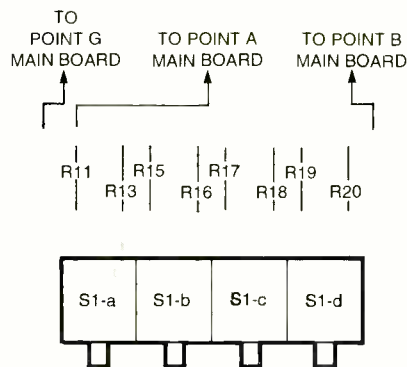 TO
POINT G
MAIN BOARD
TO POINT A
MAIN BOARD
TO POINT B
MAIN BOARD
R11 R15 R17 R19
R13 R16 R18 R20
S1-a S1-b S1-c S1-d